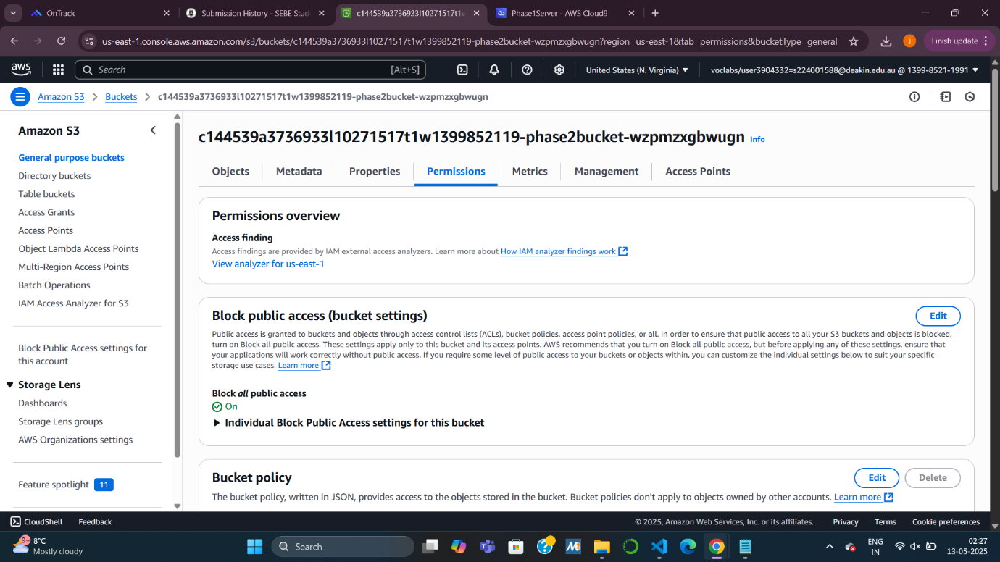 OnTrack
Submission History - SEBE Stud
c144539a3736933l10271517t1w1
Phase1Server - AWS Cloud9
us-east-1.console.aws.amazon.com/s3/buckets/c144539a3736933l10271517t1w1399852119-phase2bucket-wzpmzxgbwugn?region=us-east-1&tab=permissions&bucketType=general
j
Finish update
aws
Search
[Alt+S]
United States (N. Virginia)
voclabs/user3904332=s224001588@deakin.edu.au @ 1399-8521-1991
Amazon S3
Buckets
c144539a3736933l10271517t1w1399852119-phase2bucket-wzpmzxgbwugn
Amazon S3
General purpose buckets
Directory buckets
Table buckets
Access Grants
Access Points
Object Lambda Access Points
Multi-Region Access Points
Batch Operations
IAM Access Analyzer for S3
Block Public Access settings for
this account
Storage Lens
Dashboards
Storage Lens groups
AWS Organizations settings
Feature spotlight 11
c144539a3736933l10271517t1w1399852119-phase2bucket-wzpmzxgbwugn Info
Objects
Metadata
Properties
Permissions
Metrics
Management
Access Points
Permissions overview
Access finding
Access findings are provided by IAM external access analyzers. Learn more about How IAM analyzer findings work
View analyzer for us-east-1
Block public access (bucket settings)
Edit
Public access is granted to buckets and objects through access control lists (ACLs), bucket policies, access point policies, or all. In order to ensure that public access to all your S3 buckets and objects is blocked,
turn on Block all public access. These settings apply only to this bucket and its access points. AWS recommends that you turn on Block all public access, but before applying any of these settings, ensure that
your applications will work correctly without public access. If you require some level of public access to your buckets or objects within, you can customize the individual settings below to suit your specific
storage use cases. Learn more
Block all public access
On
Individual Block Public Access settings for this bucket
Bucket policy
Edit
Delete
The bucket policy, written in JSON, provides access to the objects stored in the bucket. Bucket policies don't apply to objects owned by other accounts. Learn more
CloudShell
Feedback
© 2025, Amazon Web Services, Inc. or its affiliates.
Privacy
Terms
Cookie preferences
9+
8°C
Mostly cloudy
Search
ENG
IN
02:27
13-05-2025